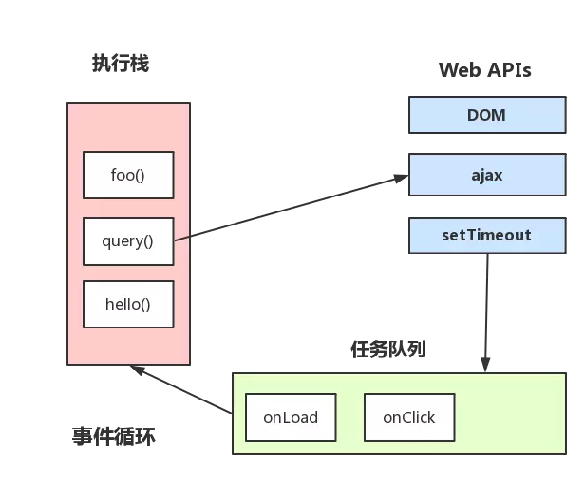 执行栈
Web APIs
DOM
foo()
ajax
query()
setTimeout
hello()
任务队列
onLoad
onClick
事件循环